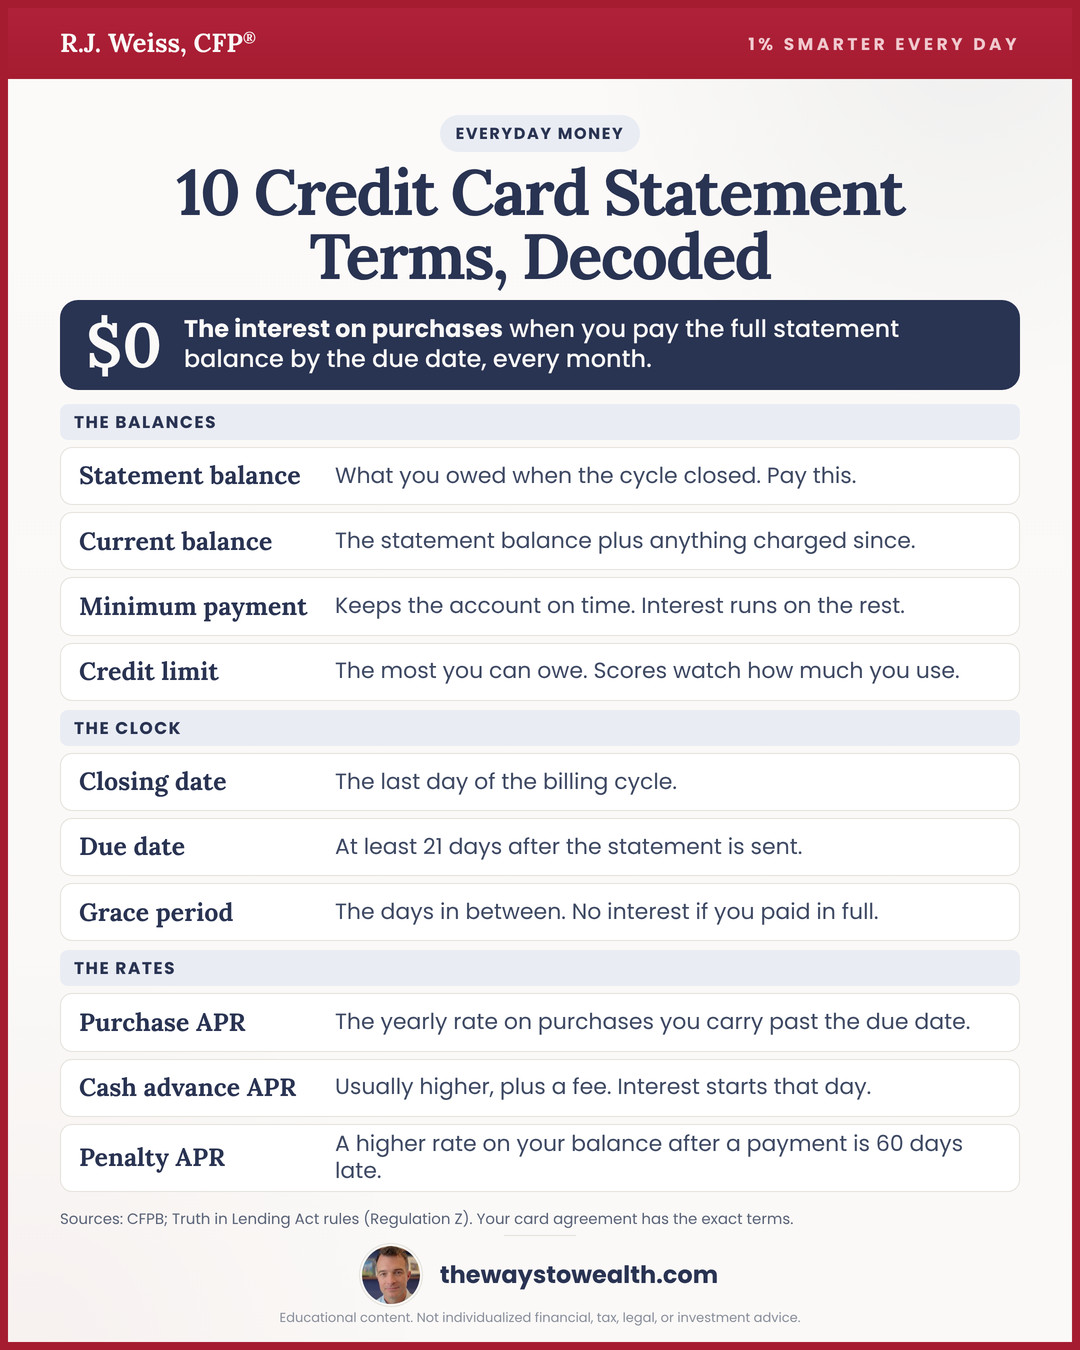 R.J. Weiss, CFP®
1% SMARTER EVERY DAY
EVERYDAY MONEY
10 Credit Card Statement
Terms, Decoded
$0
The interest on purchases when you pay the full statement
balance by the due date, every month.
THE BALANCES
Statement balance What you owed when the cycle closed. Pay this.
Current balance The statement balance plus anything charged since.
Minimum payment Keeps the account on time. Interest runs on the rest.
Credit limit The most you can owe. Scores watch how much you use.
THE CLOCK
Closing date The last day of the billing cycle.
Due date At least 21 days after the statement is sent.
Grace period The days in between. No interest if you paid in full.
THE RATES
Purchase APR The yearly rate on purchases you carry past the due date.
Cash advance APR Usually higher, plus a fee. Interest starts that day.
Penalty APR A higher rate on your balance after a payment is 60 days
late.
Sources: CFPB; Truth in Lending Act rules (Regulation Z). Your card agreement has the exact terms.
thewaystowealth.com
Educational content. Not individualized financial, tax, legal, or investment advice.